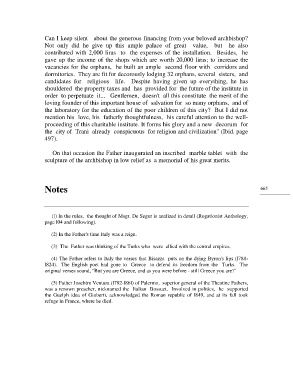 Can I keep silent about the generous financing from your beloved archbishop?
Not only did he give up this ample palace of great value, but he also
contributed with 2,000 liras to the expenses of the installation. Besides, he
gave up the income of the shops which are worth 20,000 liras; to increase the
vacancies for the orphans, he built an ample second floor with corridors and
dormitories. They are fit for decorously lodging 32 orphans, several sisters, and
candidates for religious life. Despite having given up everything, he has
shouldered the property taxes and has provided for the future of the institute in
order to perpetuate it... Gentlemen, doesn't all this constitute the merit of the
loving founder of this important house of salvation for so many orphans, and
of the laboratory for the education of the poor children of this city? But I did not
mention his love, his fatherly thoughtfulness, his careful attention to the well-
proceeding of this charitable institute. It forms his glory and a new decorum for
the city of Trani already conspicuous for religion and civilization" (Ibid. page
497).
On that occasion the Father inaugurated an inscribed marble tablet with the
sculpture of the archbishop in low relief as a memorial of his great merits.
Notes
665
(1) In the rules, the thought of Msgr. De Segur is realized in detail (Rogationist Anthology,
page 104 and following).
(2) In the Father's time Italy was a reign.
(3) The Father was thinking of the Turks who were allied with the central empires.
(4) The Father refers to Italy the verses that Bisazza puts on the dying Byron's lips (1788-
1824). The English poet had gone to Greece to defend its freedom from the Turks. The
original verses sound, "But you are Greece, and as you were before - still Greece you are!"
(5) Father Joachim Ventura (1792-1861) of Palermo, superior general of the Theatine Fathers,
was a renown preacher, nicknamed the Italian Bossuet. Involved in politics, he supported
the Guelph idea of Gioberti, acknowledged the Roman republic of 1849, and at its fall took
refuge in France, where he died.